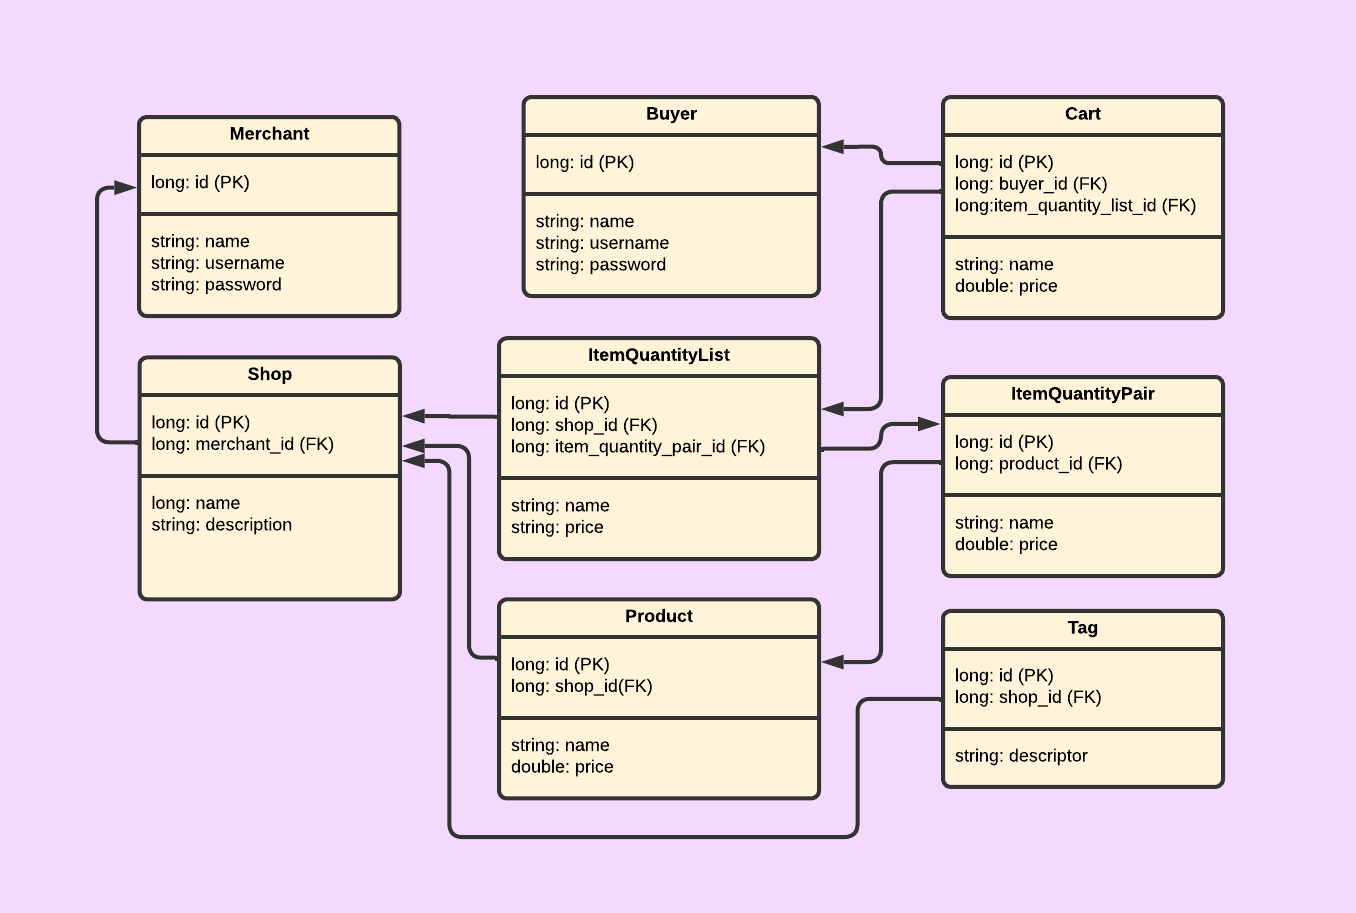 Merchant
long: id (PK)
string: name
string: username
string: password
Buyer
long: id (PK)
string: name
string: username
string: password
Cart
long: id (PK)
long: buyer_id (FK)
long:item_quantity_list_id (FK)
string: name
double: price
Shop
long: id (PK)
long: merchant_id (FK)
long: name
string: description
ItemQuantityList
long: id (PK)
long: shop_id (FK)
long: item_quantity_pair_id (FK)
string: name
string: price
ItemQuantityPair
long: id (PK)
long: product_id (FK)
string: name
double: price
Product
long: id (PK)
long: shop_id(FK)
string: name
double: price
Tag
long: id (PK)
long: shop_id (FK)
string: descriptor